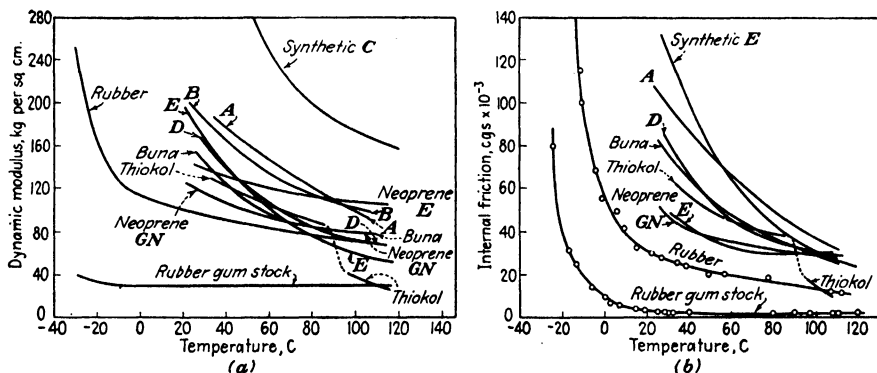 Dynamic modulus, kg per sq cm.
280
240
200
160
120
80
40
0
-40
-20
0
20
40
60
80
100
120
140
Temperature, C
(a)
Synthetic C
Rubber
B
E
A
D
Buna
Thiokol
Neoprene
GN
Neoprene
E
B
A
D
Buna
Neoprene
GN
E
Thiokol
Rubber gum stock
Internal friction, cgs x 10-3
140
120
100
80
60
40
20
0
-40
-20
0
20
40
60
80
100
120
Temperature, C
(b)
Synthetic E
A
D
Buna
Thiokol
Neoprene
GN
E
Rubber
Rubber gum stock
Thiokol